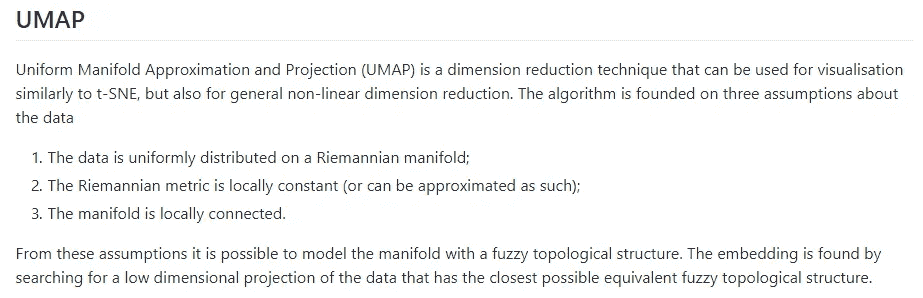 UMAP
Uniform Manifold Approximation and Projection (UMAP) is a dimension reduction technique that can be used for visualisation
similarly to t-SNE, but also for general non-linear dimension reduction. The algorithm is founded on three assumptions about
the data
1. The data is uniformly distributed on a Riemannian manifold;
2. The Riemannian metric is locally constant (or can be approximated as such);
3. The manifold is locally connected.
From these assumptions it is possible to model the manifold with a fuzzy topological structure. The embedding is found by
searching for a low dimensional projection of the data that has the closest possible equivalent fuzzy topological structure.